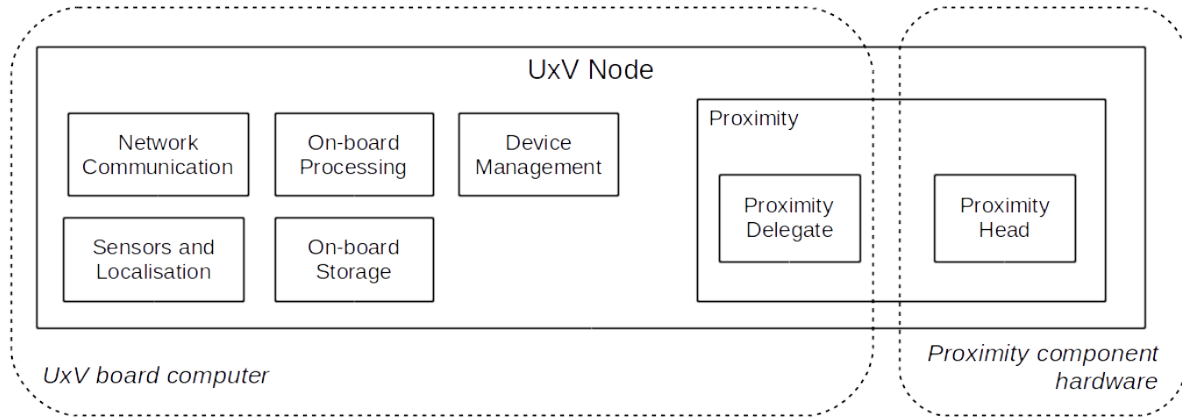 UxV Node
Network
Communication
On-board
Processing
Device
Management
Sensors and
Localisation
On-board
Storage
Proximity
Proximity
Delegate
Proximity
Head
UxV board computer
Proximity component
hardware